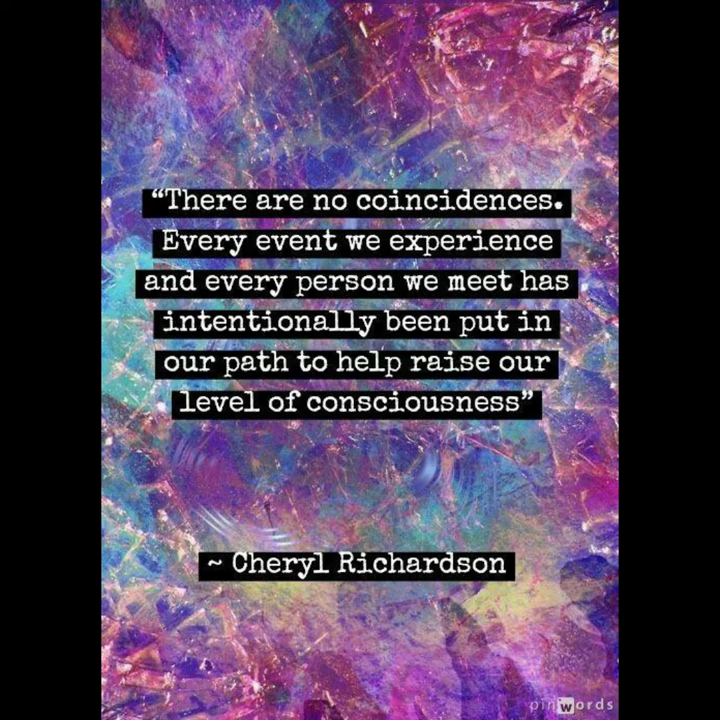 “There are no coincidences.
Every event we experience
and every person we meet has
intentionally been put in
our path to help raise our
level of consciousness”
~ Cheryl Richardson
pinwords